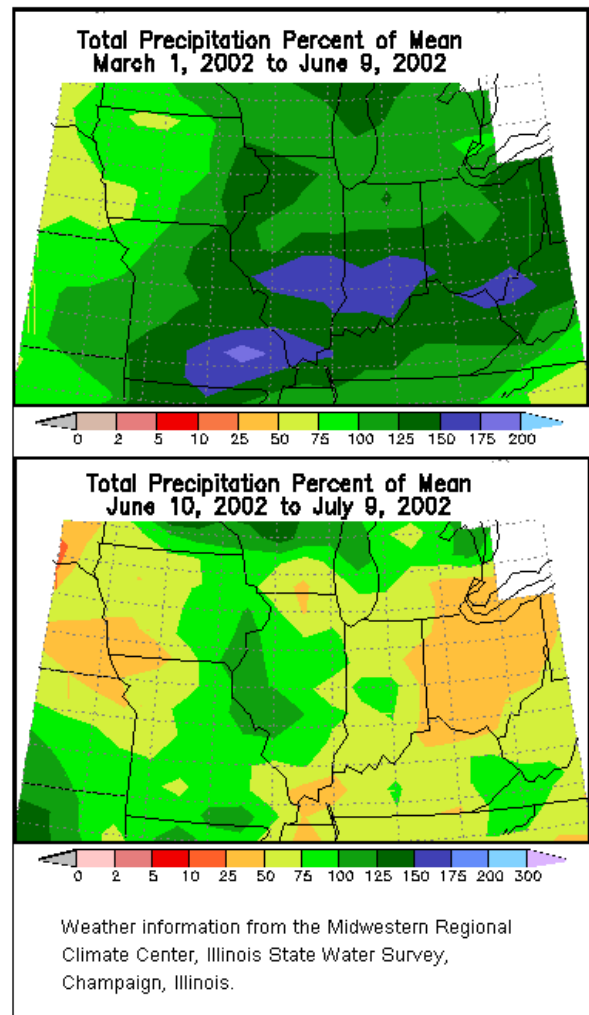 Total Precipitation Percent of Mean
March 1, 2002 to June 9, 2002
0 2 5 10 25 50 75 100 125 150 175 200
Total Precipitation Percent of Mean
June 10, 2002 to July 9, 2002
0 2 5 10 25 50 75 100 125 150 175 200 300
Weather information from the Midwestern Regional
Climate Center, Illinois State Water Survey,
Champaign, Illinois.